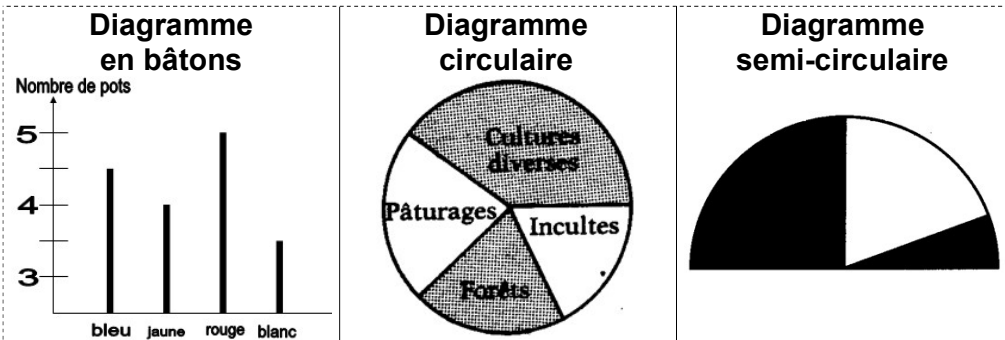 Diagramme
en bâtons
Nombre de pots
5
4
3
bleu jaune rouge blanc
Diagramme
circulaire
Cultures
diverses
Pâturages
Incultes
Forêts
Diagramme
semi-circulaire